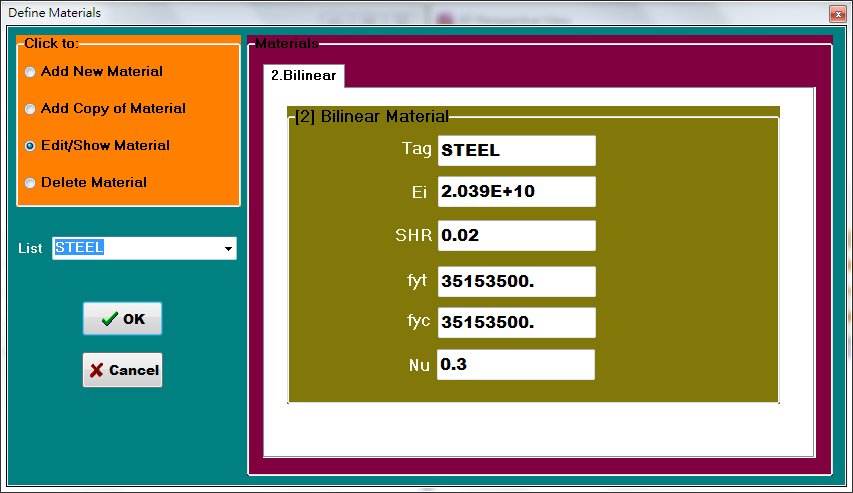 Define Materials
Click to:
Add New Material
Add Copy of Material
Edit/Show Material
Delete Material
List STEEL
OK
Cancel
Materials
2.Bilinear
[2] Bilinear Material
Tag STEEL
Ei 2.039E+10
SHR 0.02
fyt 35153500.
fyc 35153500.
Nu 0.3